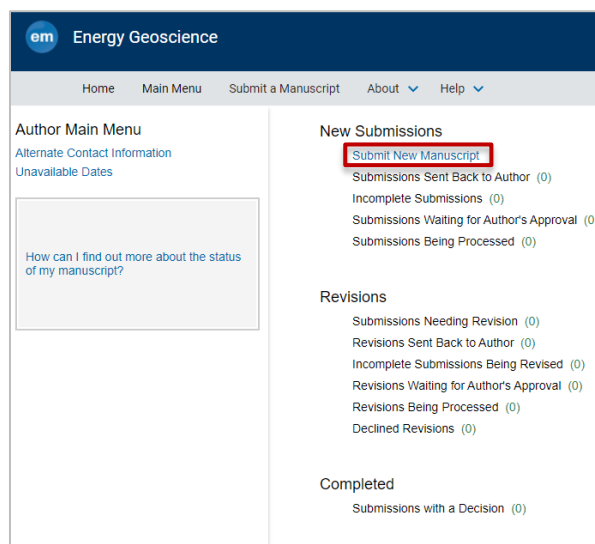 em Energy Geoscience
Home Main Menu Submit a Manuscript About Help
Author Main Menu
Alternate Contact Information
Unavailable Dates
How can I find out more about the status
of my manuscript?
New Submissions
Submit New Manuscript
Submissions Sent Back to Author (0)
Incomplete Submissions (0)
Submissions Waiting for Author's Approval (0
Submissions Being Processed (0)
Revisions
Submissions Needing Revision (0)
Revisions Sent Back to Author (0)
Incomplete Submissions Being Revised (0)
Revisions Waiting for Author's Approval (0)
Revisions Being Processed (0)
Declined Revisions (0)
Completed
Submissions with a Decision (0)